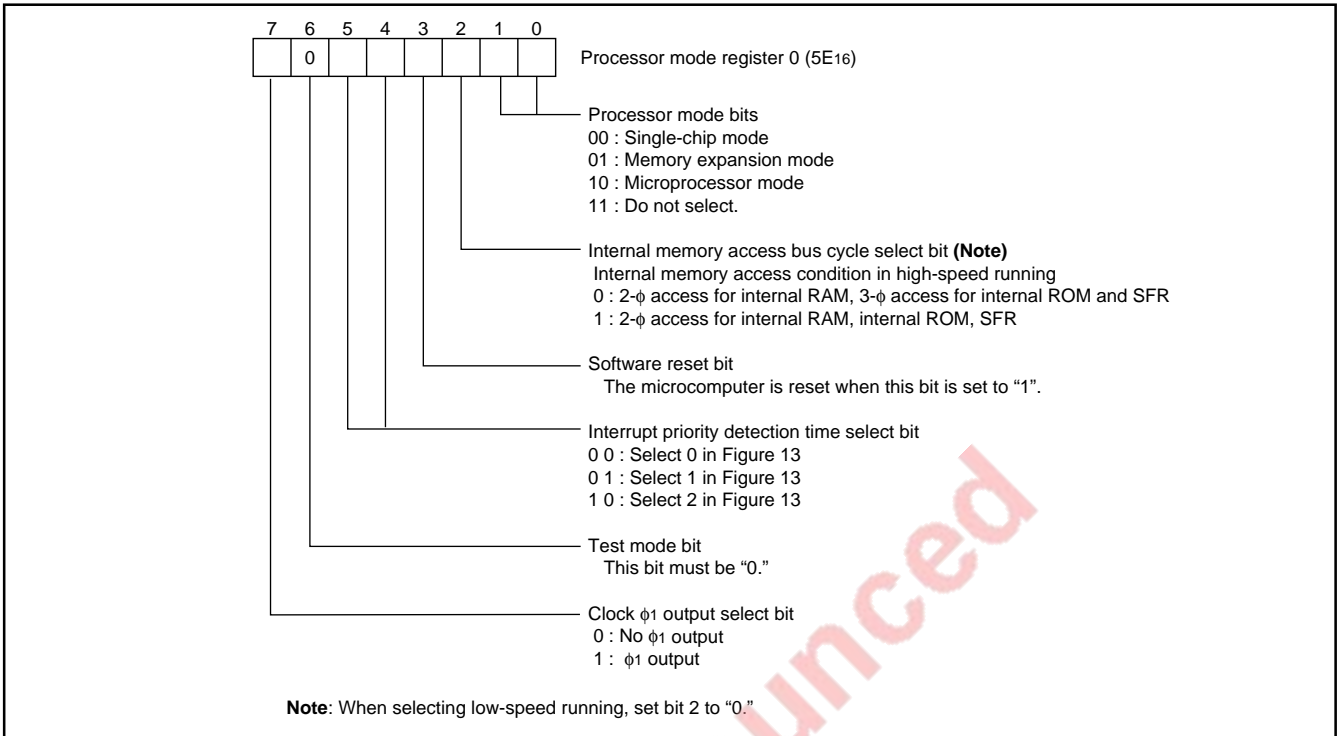 7 6 5 4 3 2 1 0
0
Processor mode register 0 (5E16)
Processor mode bits
00 : Single-chip mode
01 : Memory expansion mode
10 : Microprocessor mode
11 : Do not select.
Internal memory access bus cycle select bit (Note)
Internal memory access condition in high-speed running
0 : 2-ϕ access for internal RAM, 3-ϕ access for internal ROM and SFR
1 : 2-ϕ access for internal RAM, internal ROM, SFR
Software reset bit
The microcomputer is reset when this bit is set to “1”.
Interrupt priority detection time select bit
0 0 : Select 0 in Figure 13
0 1 : Select 1 in Figure 13
1 0 : Select 2 in Figure 13
Test mode bit
This bit must be “0.”
Clock ϕ1 output select bit
0 : No ϕ1 output
1 : ϕ1 output
Note: When selecting low-speed running, set bit 2 to “0.”
unced